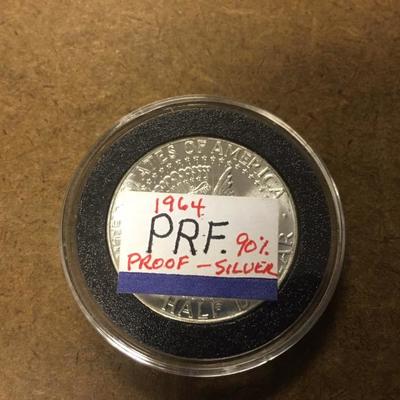 STATES OF AMERICA
1964
PRF. 90%
PROOF - SILVER
HALF